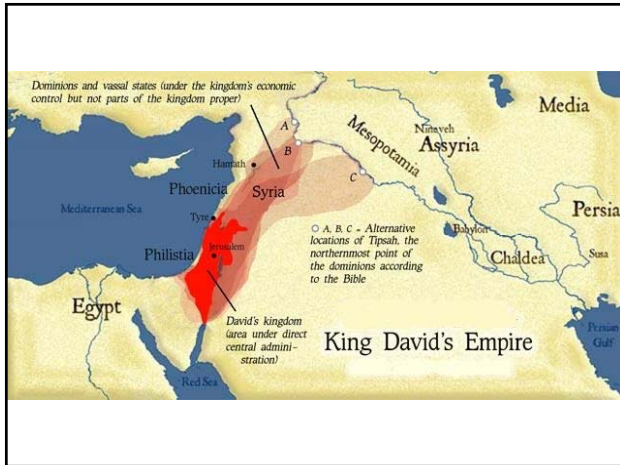 Dominions and vassal states (under the kingdom's economic
control but not parts of the kingdom proper)
Media
A
Nineveh
Assyria
B
Mesopotamia
Hamath
C
Phoenicia
Syria
Mediterranean Sea
Tyre
Persia
A, B, C - Alternative
locations of Tipsah, the
northernmost point of
the dominions according
to the Bible
Babylon
Jerusalem
Philistia
Chaldea
Susa
Egypt
David's kingdom
(area under direct
central admini-
stration)
King David's Empire
Persian
Gulf
Red Sea